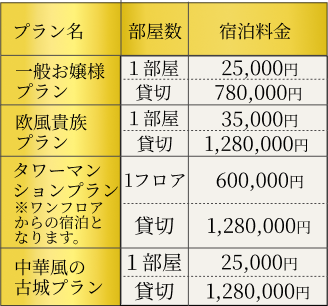 プラン名 部屋数 宿泊料金
一般お嬢様
プラン
1部屋 25,000円
貸切 780,000円
欧風貴族
プラン
1部屋 35,000円
貸切 1,280,000円
タワーマン
ションプラン
※ワンフロア
からの宿泊と
なります。
1フロア 600,000円
貸切 1,280,000円
中華風の
古城プラン
1部屋 25,000円
貸切 1,280,000円